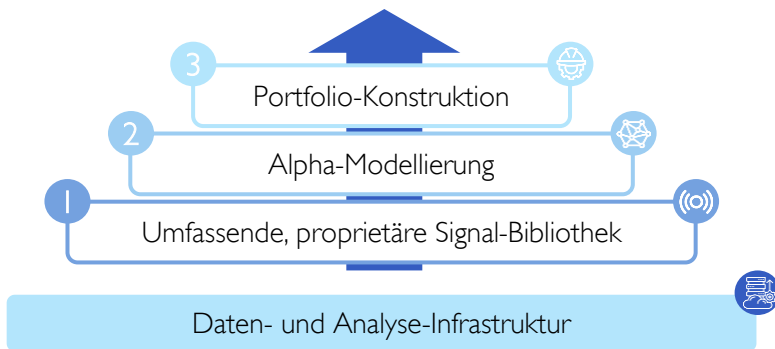 3
Portfolio-Konstruktion
2
Alpha-Modellierung
1
Umfassende, proprietäre Signal-Bibliothek
Daten- und Analyse-Infrastruktur